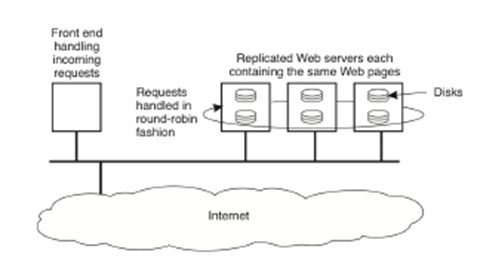 Front end
handling
incoming
requests
Replicated Web servers each
containing the same Web pages
Requests
handled in
round-robin
fashion
Disks
Internet